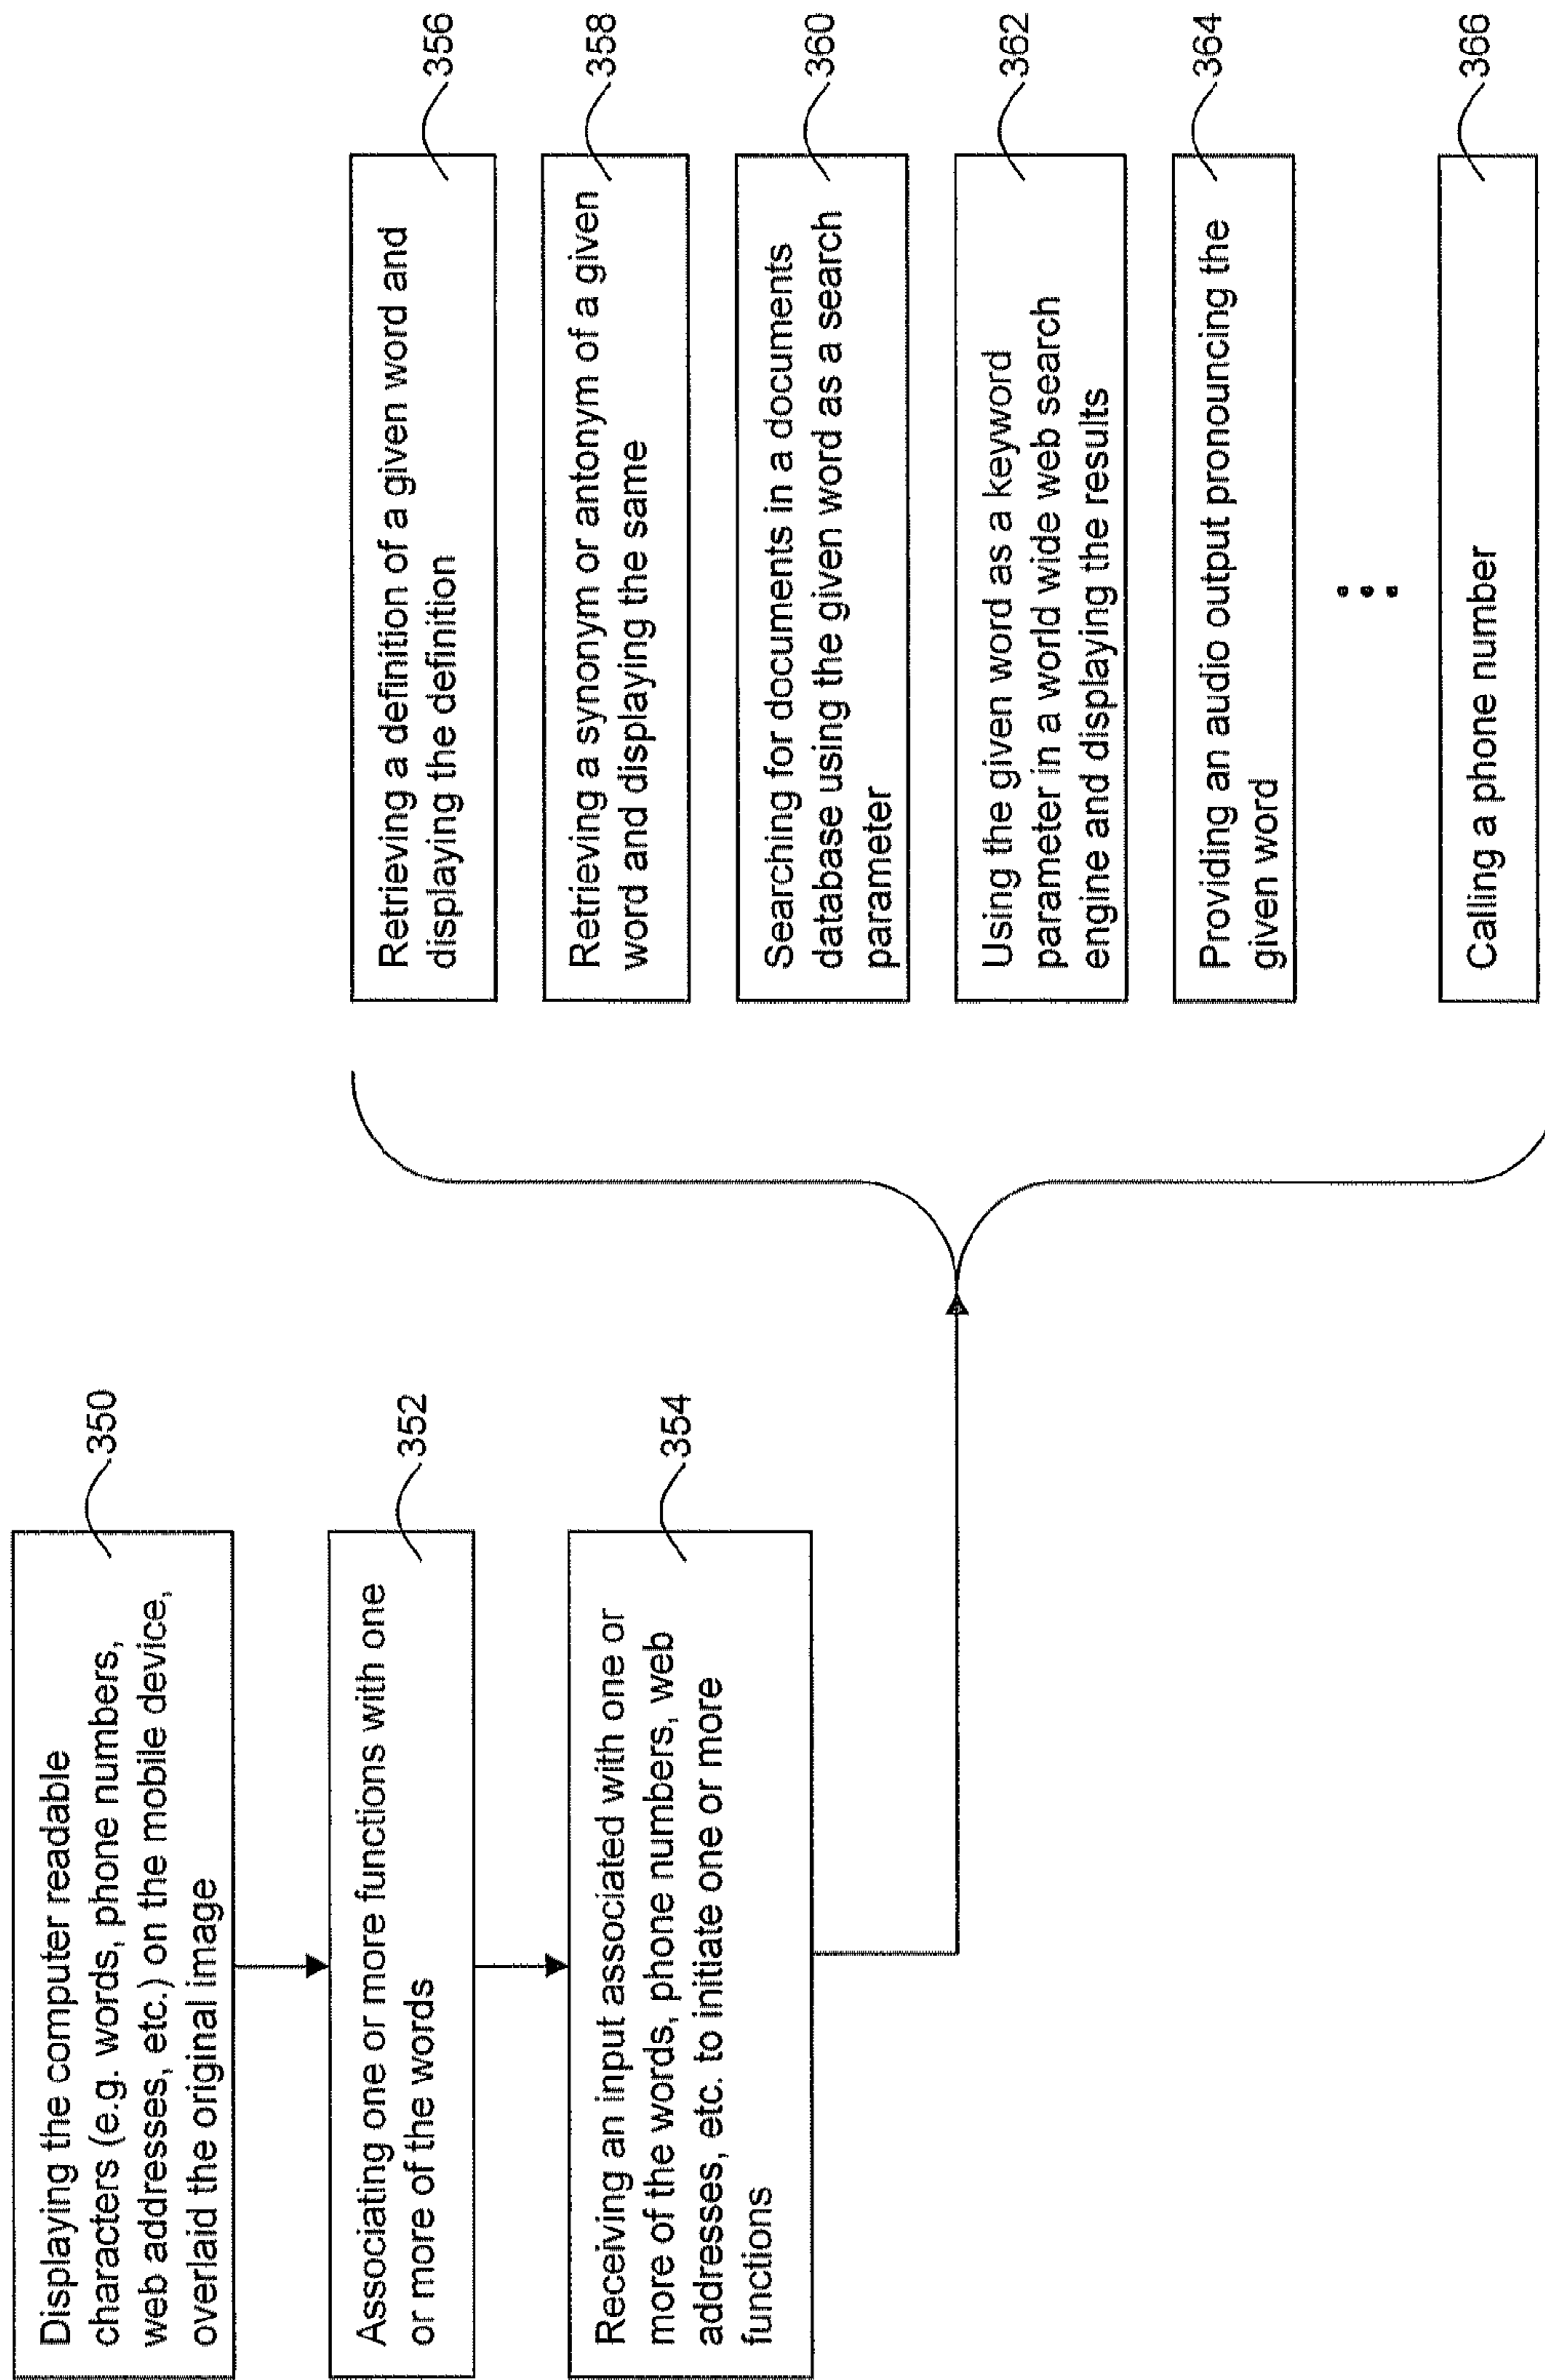 Displaying the computer readable
characters (e.g. words, phone numbers,
web addresses, etc.) on the mobile device,
overlaid the original image
350
Associating one or more functions with one
or more of the words
352
Receiving an input associated with one or
more of the words, phone numbers, web
addresses, etc. to initiate one or more
functions
354
Retrieving a definition of a given word and
displaying the definition
356
Retrieving a synonym or antonym of a given
word and displaying the same
358
Searching for documents in a documents
database using the given word as a search
parameter
360
Using the given word as a keyword
parameter in a world wide web search
engine and displaying the results
362
Providing an audio output pronouncing the
given word
364
Calling a phone number
366